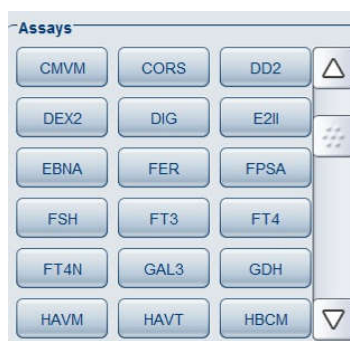 Assays
CMVM CORS DD2
DEX2 DIG E2II
EBNA FER FPSA
FSH FT3 FT4
FT4N GAL3 GDH
HAVM HAVT HBCM